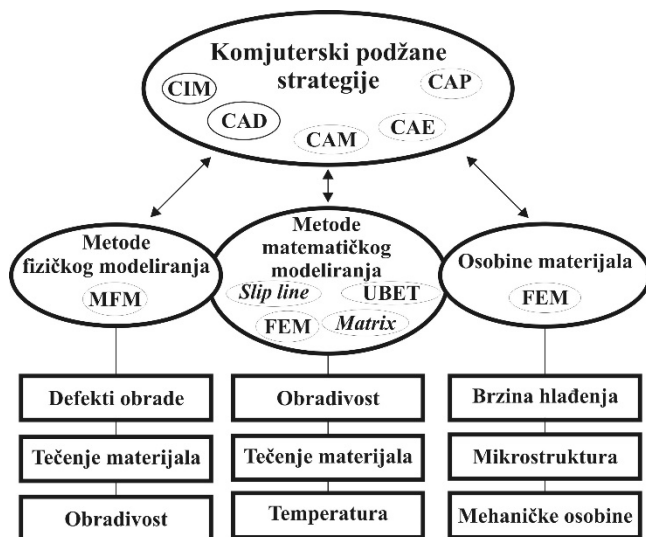 Komjuterski podžane
strategije
CIM
CAP
CAD
CAM
CAE
Metode
fizičkog modeliranja
MFM
Metode
matematičkog
modeliranja
Slip line
UBET
FEM
Matrix
Osobine materijala
FEM
Defekti obrade
Tečenje materijala
Obradivost
Obradivost
Tečenje materijala
Temperatura
Brzina hlađenja
Mikrostruktura
Mehaničke osobine